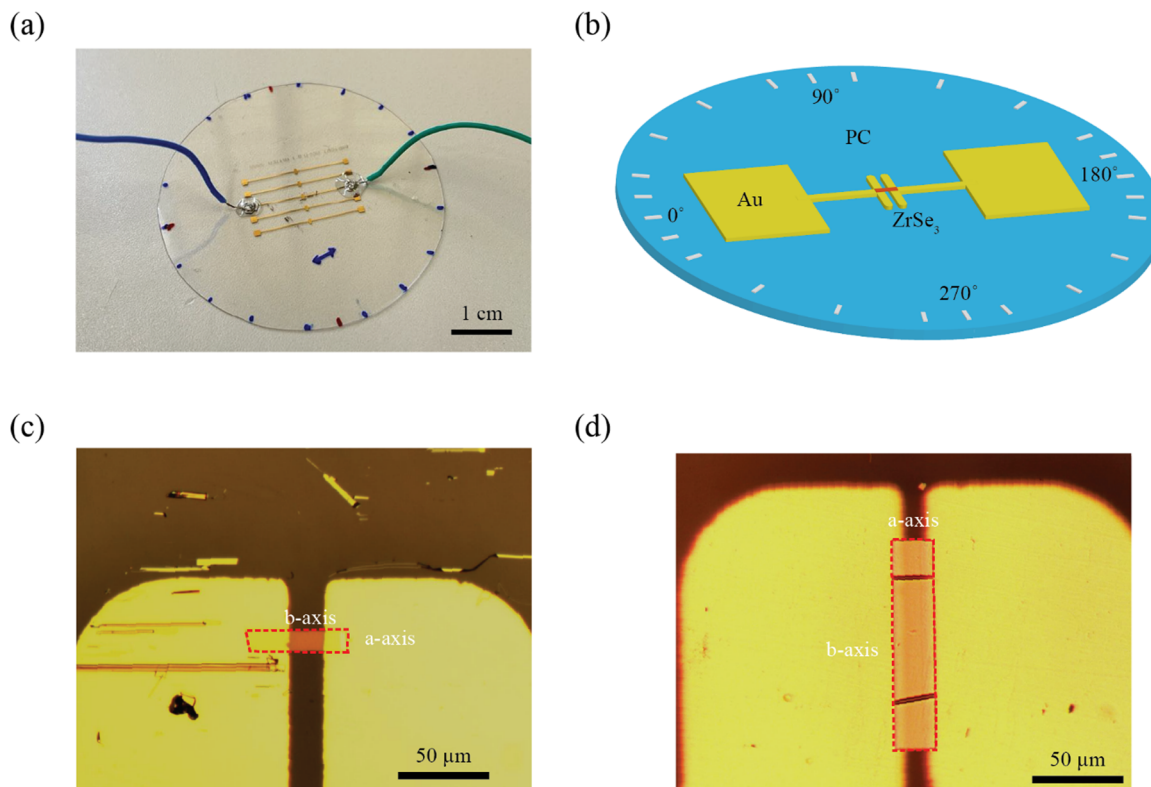 (a)
1 cm
(b)
90°
PC
180°
Au
0°
ZrSe₃
270°
(c)
b-axis
a-axis
50 µm
(d)
a-axis
b-axis
50 µm